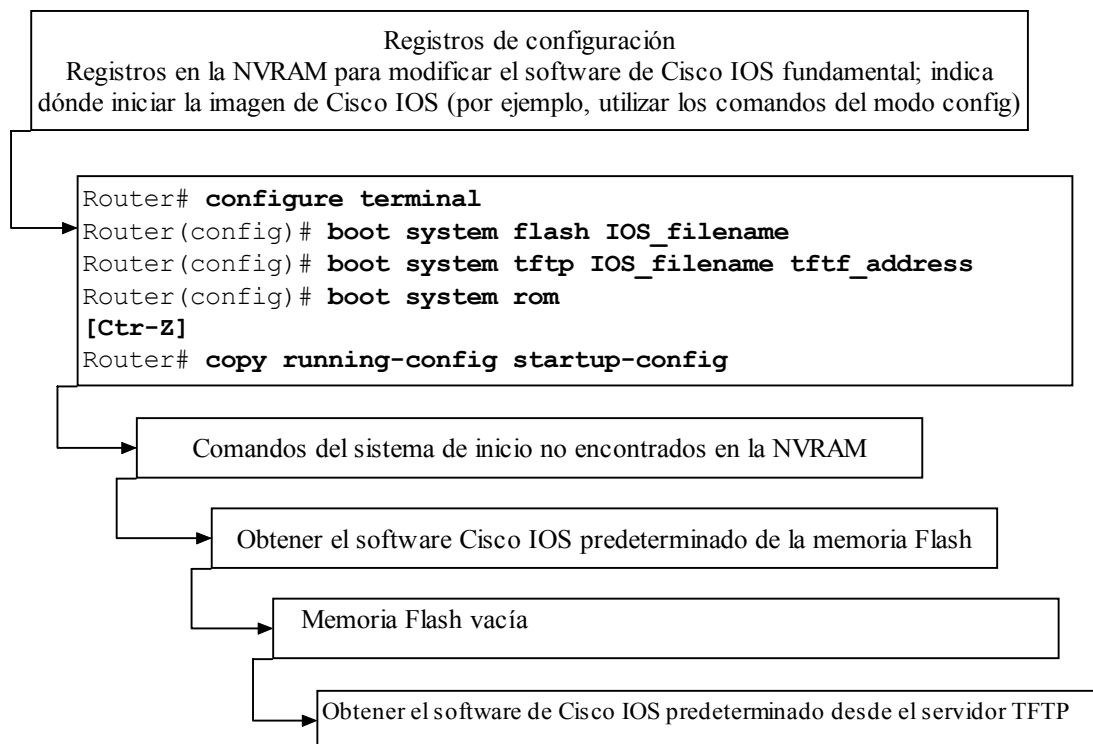 Registros de configuración
Registros en la NVRAM para modificar el software de Cisco IOS fundamental; indica
dónde iniciar la imagen de Cisco IOS (por ejemplo, utilizar los comandos del modo config)
Router# configure terminal
Router(config)# boot system flash IOS_filename
Router(config)# boot system tftp IOS_filename tftf_address
Router(config)# boot system rom
[Ctr-Z]
Router# copy running-config startup-config
Comandos del sistema de inicio no encontrados en la NVRAM
Obtener el software Cisco IOS predeterminado de la memoria Flash
Memoria Flash vacía
Obtener el software de Cisco IOS predeterminado desde el servidor TFTP